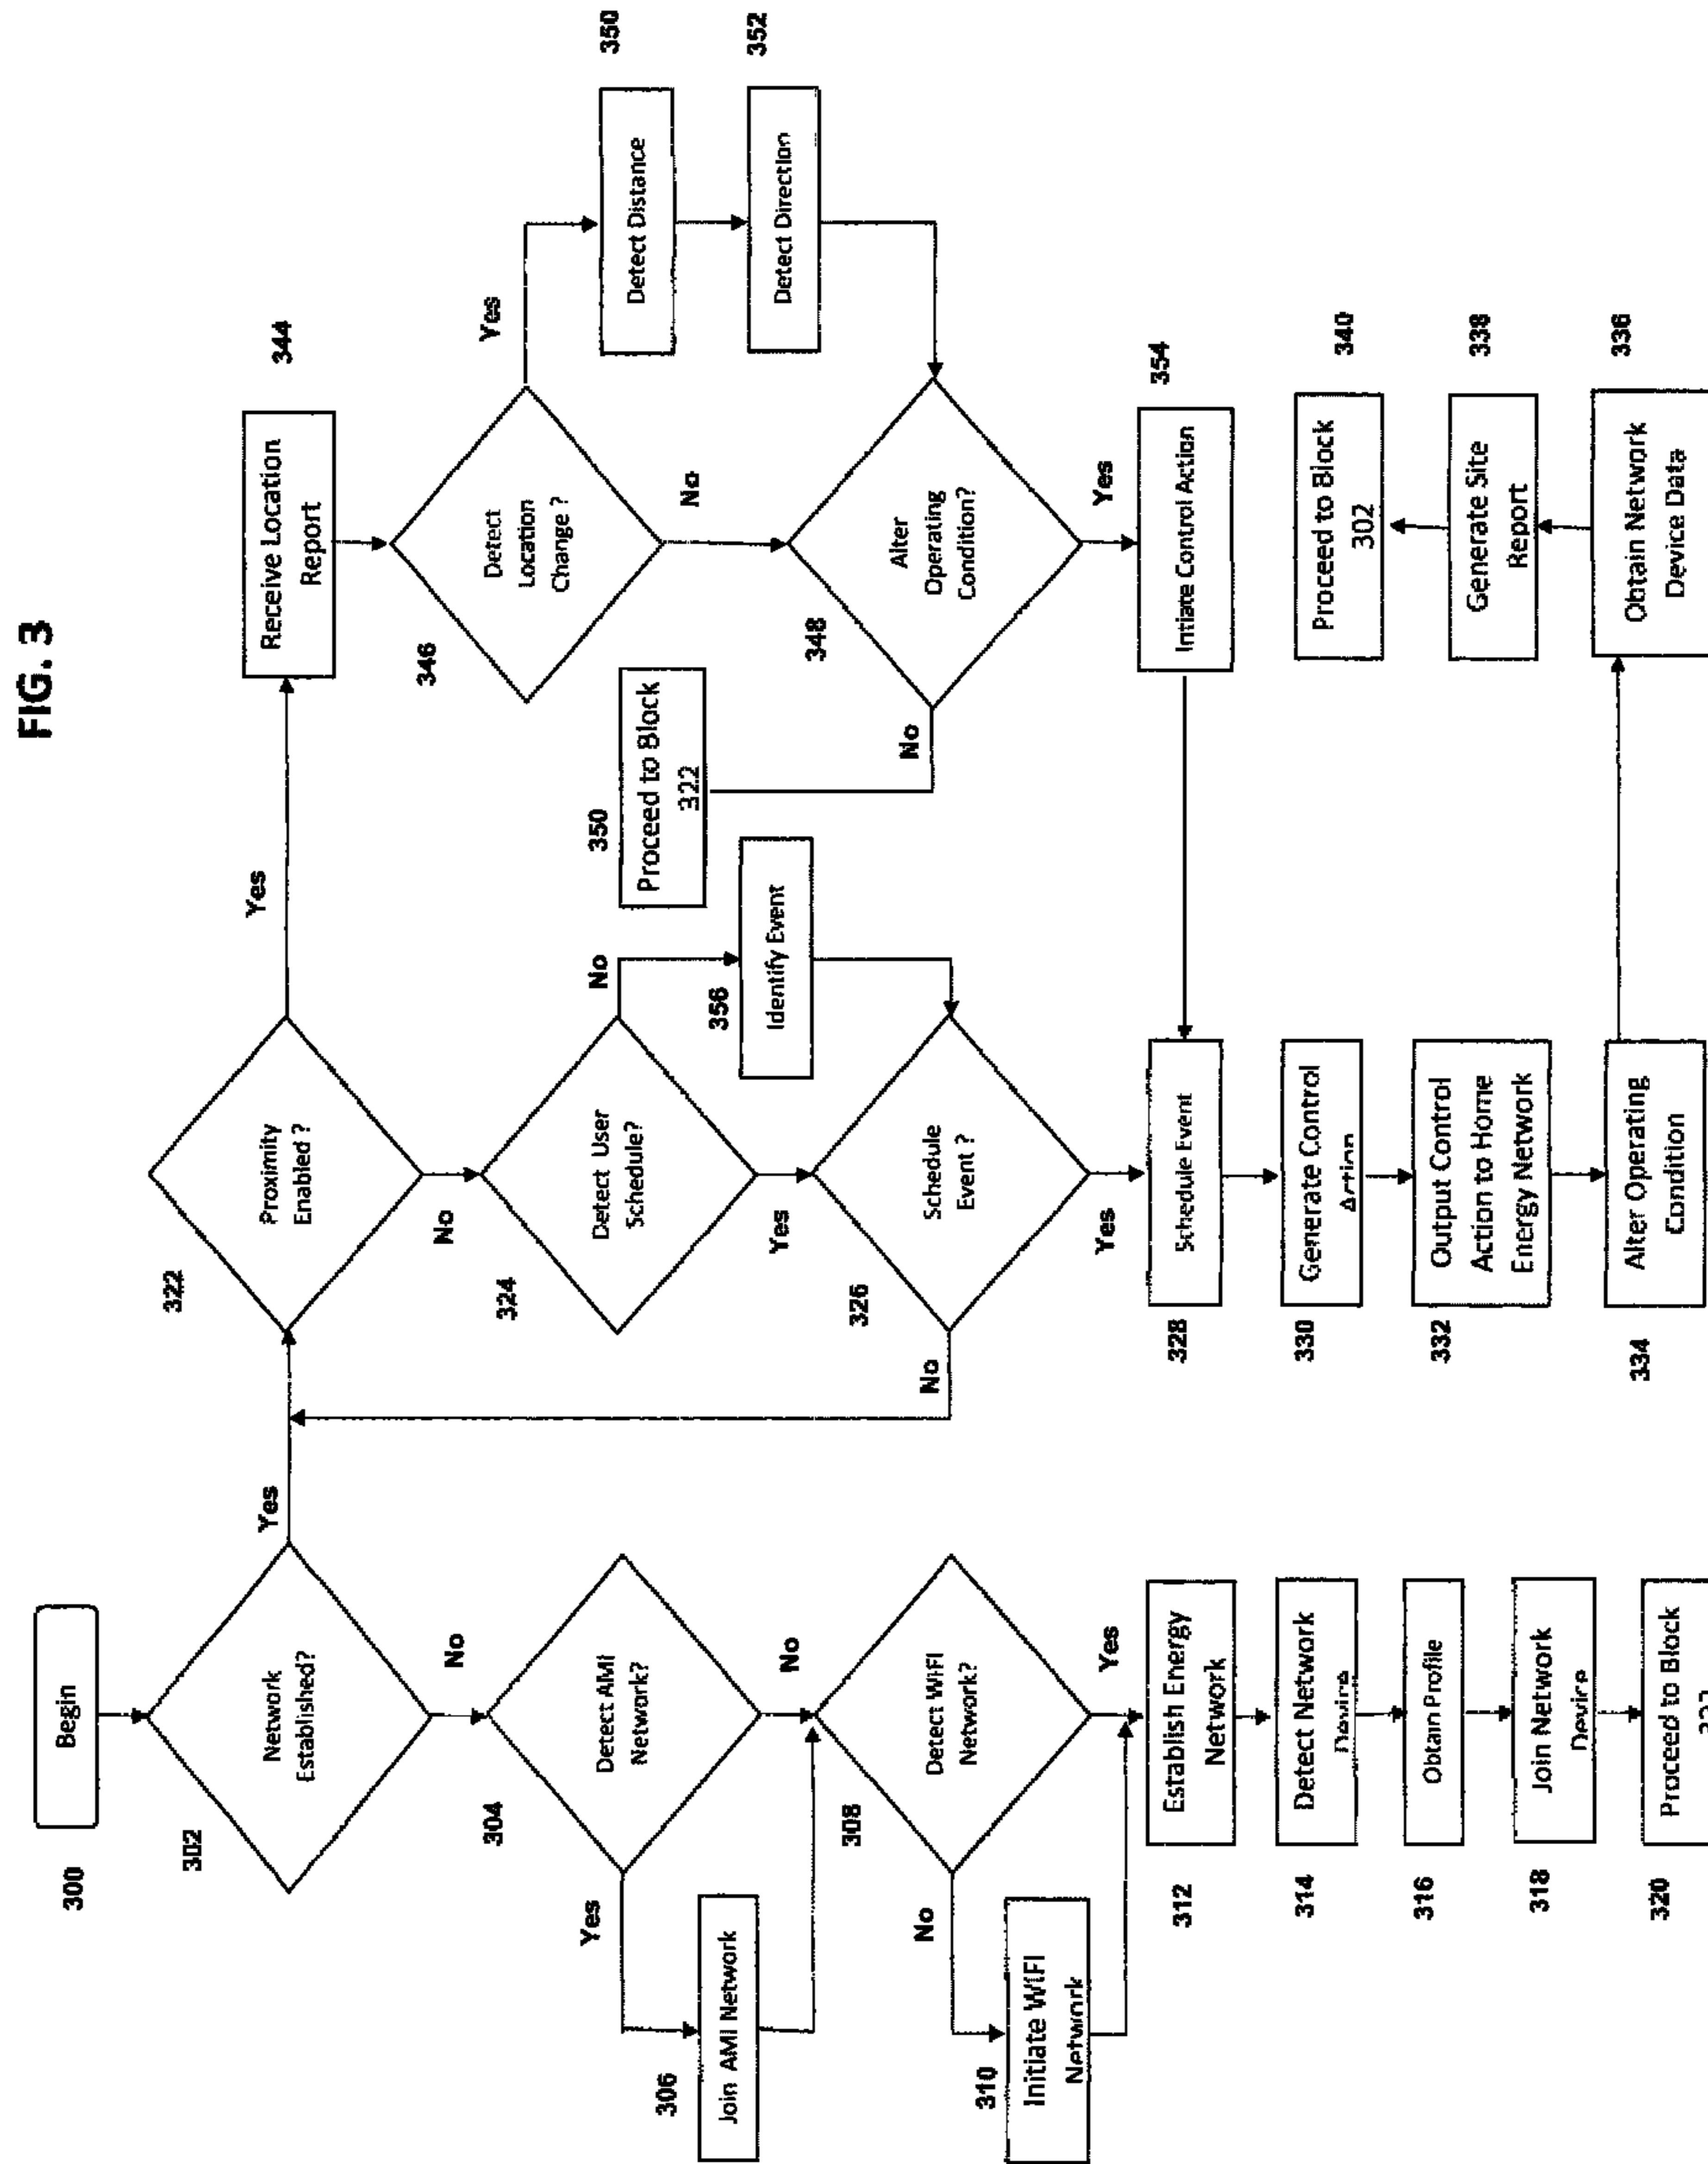 FIG. 3
300
Begin
302
Network
Established?
Yes
No
304
Detect AMI
Network?
Yes
No
306
Join AMI Network
308
Detect WiFi
Network?
No
Yes
310
Initiate WIFI
Network
312
Establish Energy
Network
314
Detect Network
Device
316
Obtain Profile
318
Join Network
Device
320
Proceed to Block
322
Proximity
Enabled ?
Yes
No
324
Detect User
Schedule?
No
Yes
356
Identify Event
326
Schedule
Event ?
No
Yes
328
Schedule Event
330
Generate Control
Action
332
Output Control
Action to Home
Energy Network
334
Alter Operating
Condition
344
Receive Location
Report
346
Detect
Location
Change ?
Yes
No
350
Detect Distance
352
Detect Direction
348
Alter
Operating
Condition?
No
Yes
350
Proceed to Block
322
354
Intiate Control Action
340
Proceed to Block
302
338
Generate Site
Report
336
Obtain Network
Device Data